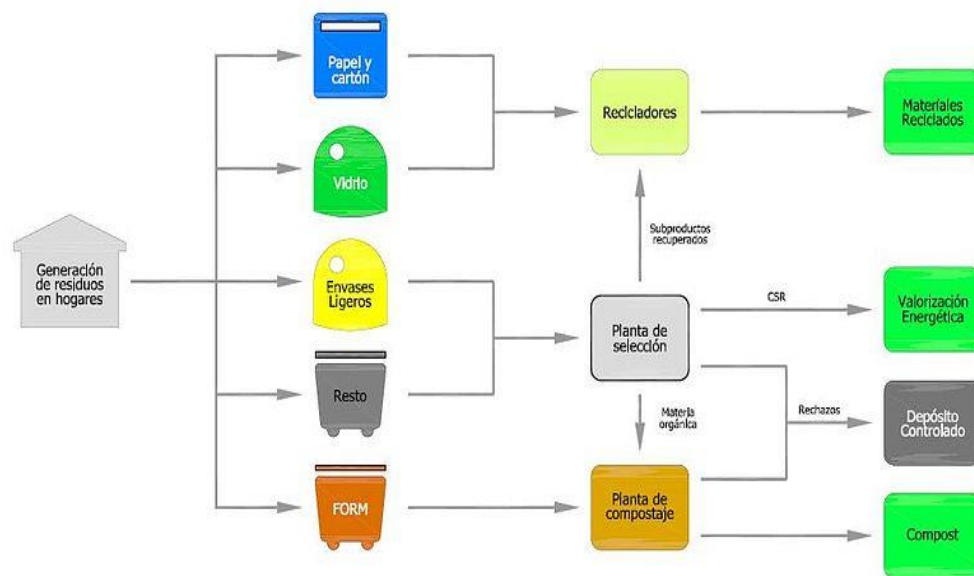 Papel y
cartón
Vidrio
Generación
de residuos
en hogares
Envases
Ligeros
Resto
FORM
Recicladores
Subproductos
recuperados
Planta de
selección
Materia
orgánica
Planta de
compostaje
CSR
Rechazos
Materiales
Reciclados
Valorización
Energética
Depósito
Controlado
Compost